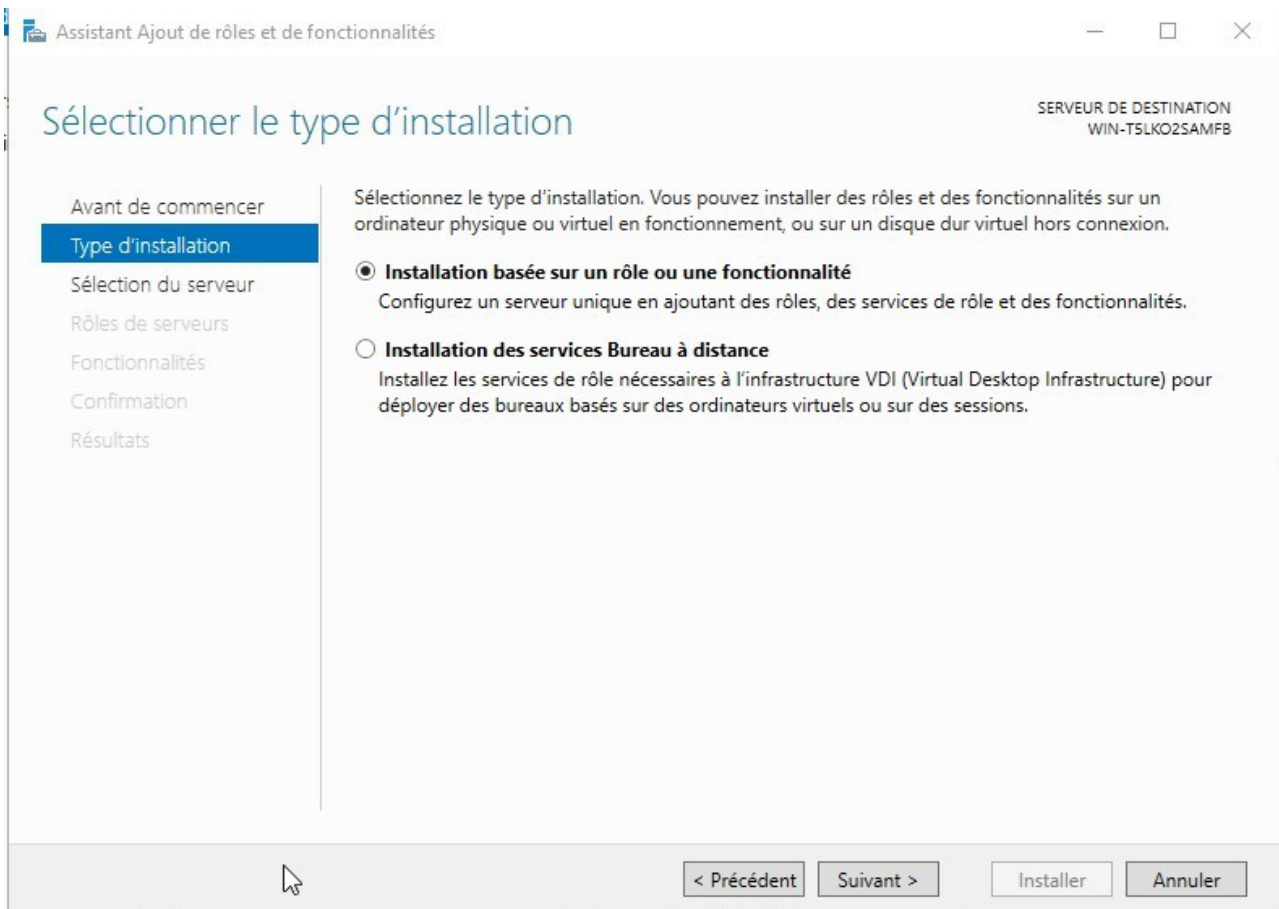 Assistant Ajout de rôles et de fonctionnalités
Sélectionner le type d'installation
SERVEUR DE DESTINATION
WIN-T5LKO2SAMFB
Avant de commencer
Type d'installation
Sélection du serveur
Rôles de serveurs
Fonctionnalités
Confirmation
Résultats
Sélectionnez le type d'installation. Vous pouvez installer des rôles et des fonctionnalités sur un
ordinateur physique ou virtuel en fonctionnement, ou sur un disque dur virtuel hors connexion.
Installation basée sur un rôle ou une fonctionnalité
Configurez un serveur unique en ajoutant des rôles, des services de rôle et des fonctionnalités.
Installation des services Bureau à distance
Installez les services de rôle nécessaires à l'infrastructure VDI (Virtual Desktop Infrastructure) pour
déployer des bureaux basés sur des ordinateurs virtuels ou sur des sessions.
< Précédent
Suivant >
Installer
Annuler